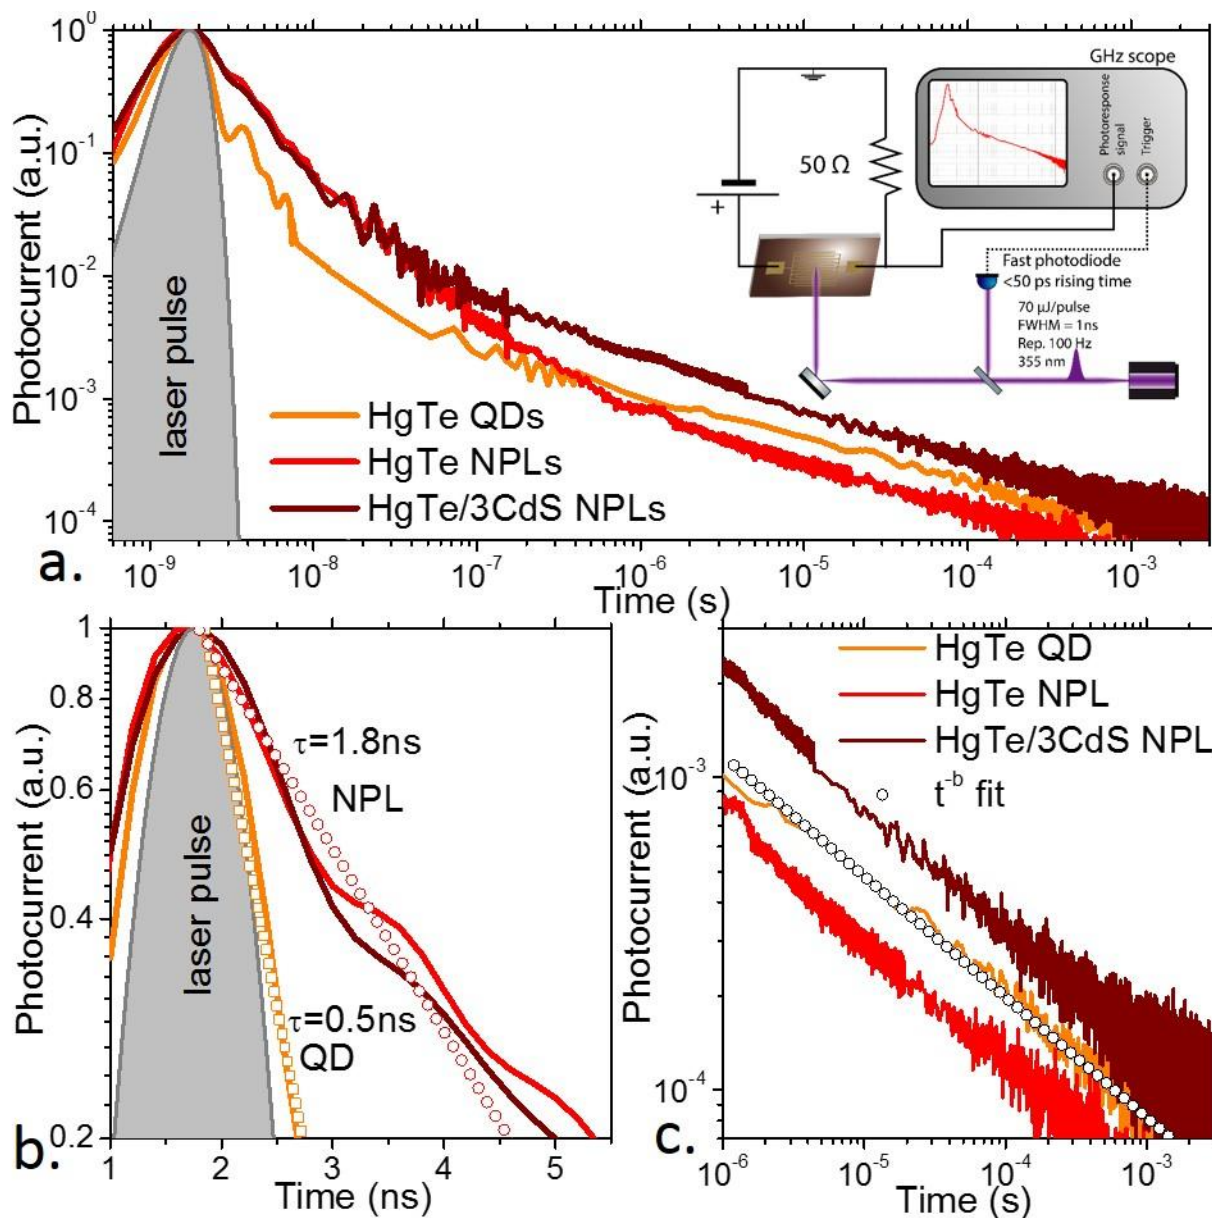 10⁰
10⁻¹
10⁻²
10⁻³
10⁻⁴
Photocurrent (a.u.)
laser pulse
HgTe QDs
HgTe NPLs
HgTe/3CdS NPLs
GHz scope
Photoresponse
signal
Trigger
50 Ω
+
Fast photodiode
<50 ps rising time
70 µJ/pulse
FWHM = 1ns
Rep. 100 Hz
355 nm
a.
10⁻⁹ 10⁻⁸ 10⁻⁷ 10⁻⁶ 10⁻⁵ 10⁻⁴ 10⁻³
Time (s)
1
0.8
0.6
0.4
0.2
Photocurrent (a.u.)
laser pulse
τ=1.8ns
NPL
τ=0.5ns
QD
b.
1 2 3 4 5
Time (ns)
HgTe QD
HgTe NPL
HgTe/3CdS NPL
t⁻ᵇ fit
10⁻³
10⁻⁴
Photocurrent (a.u.)
c.
10⁻⁶ 10⁻⁵ 10⁻⁴ 10⁻³
Time (s)